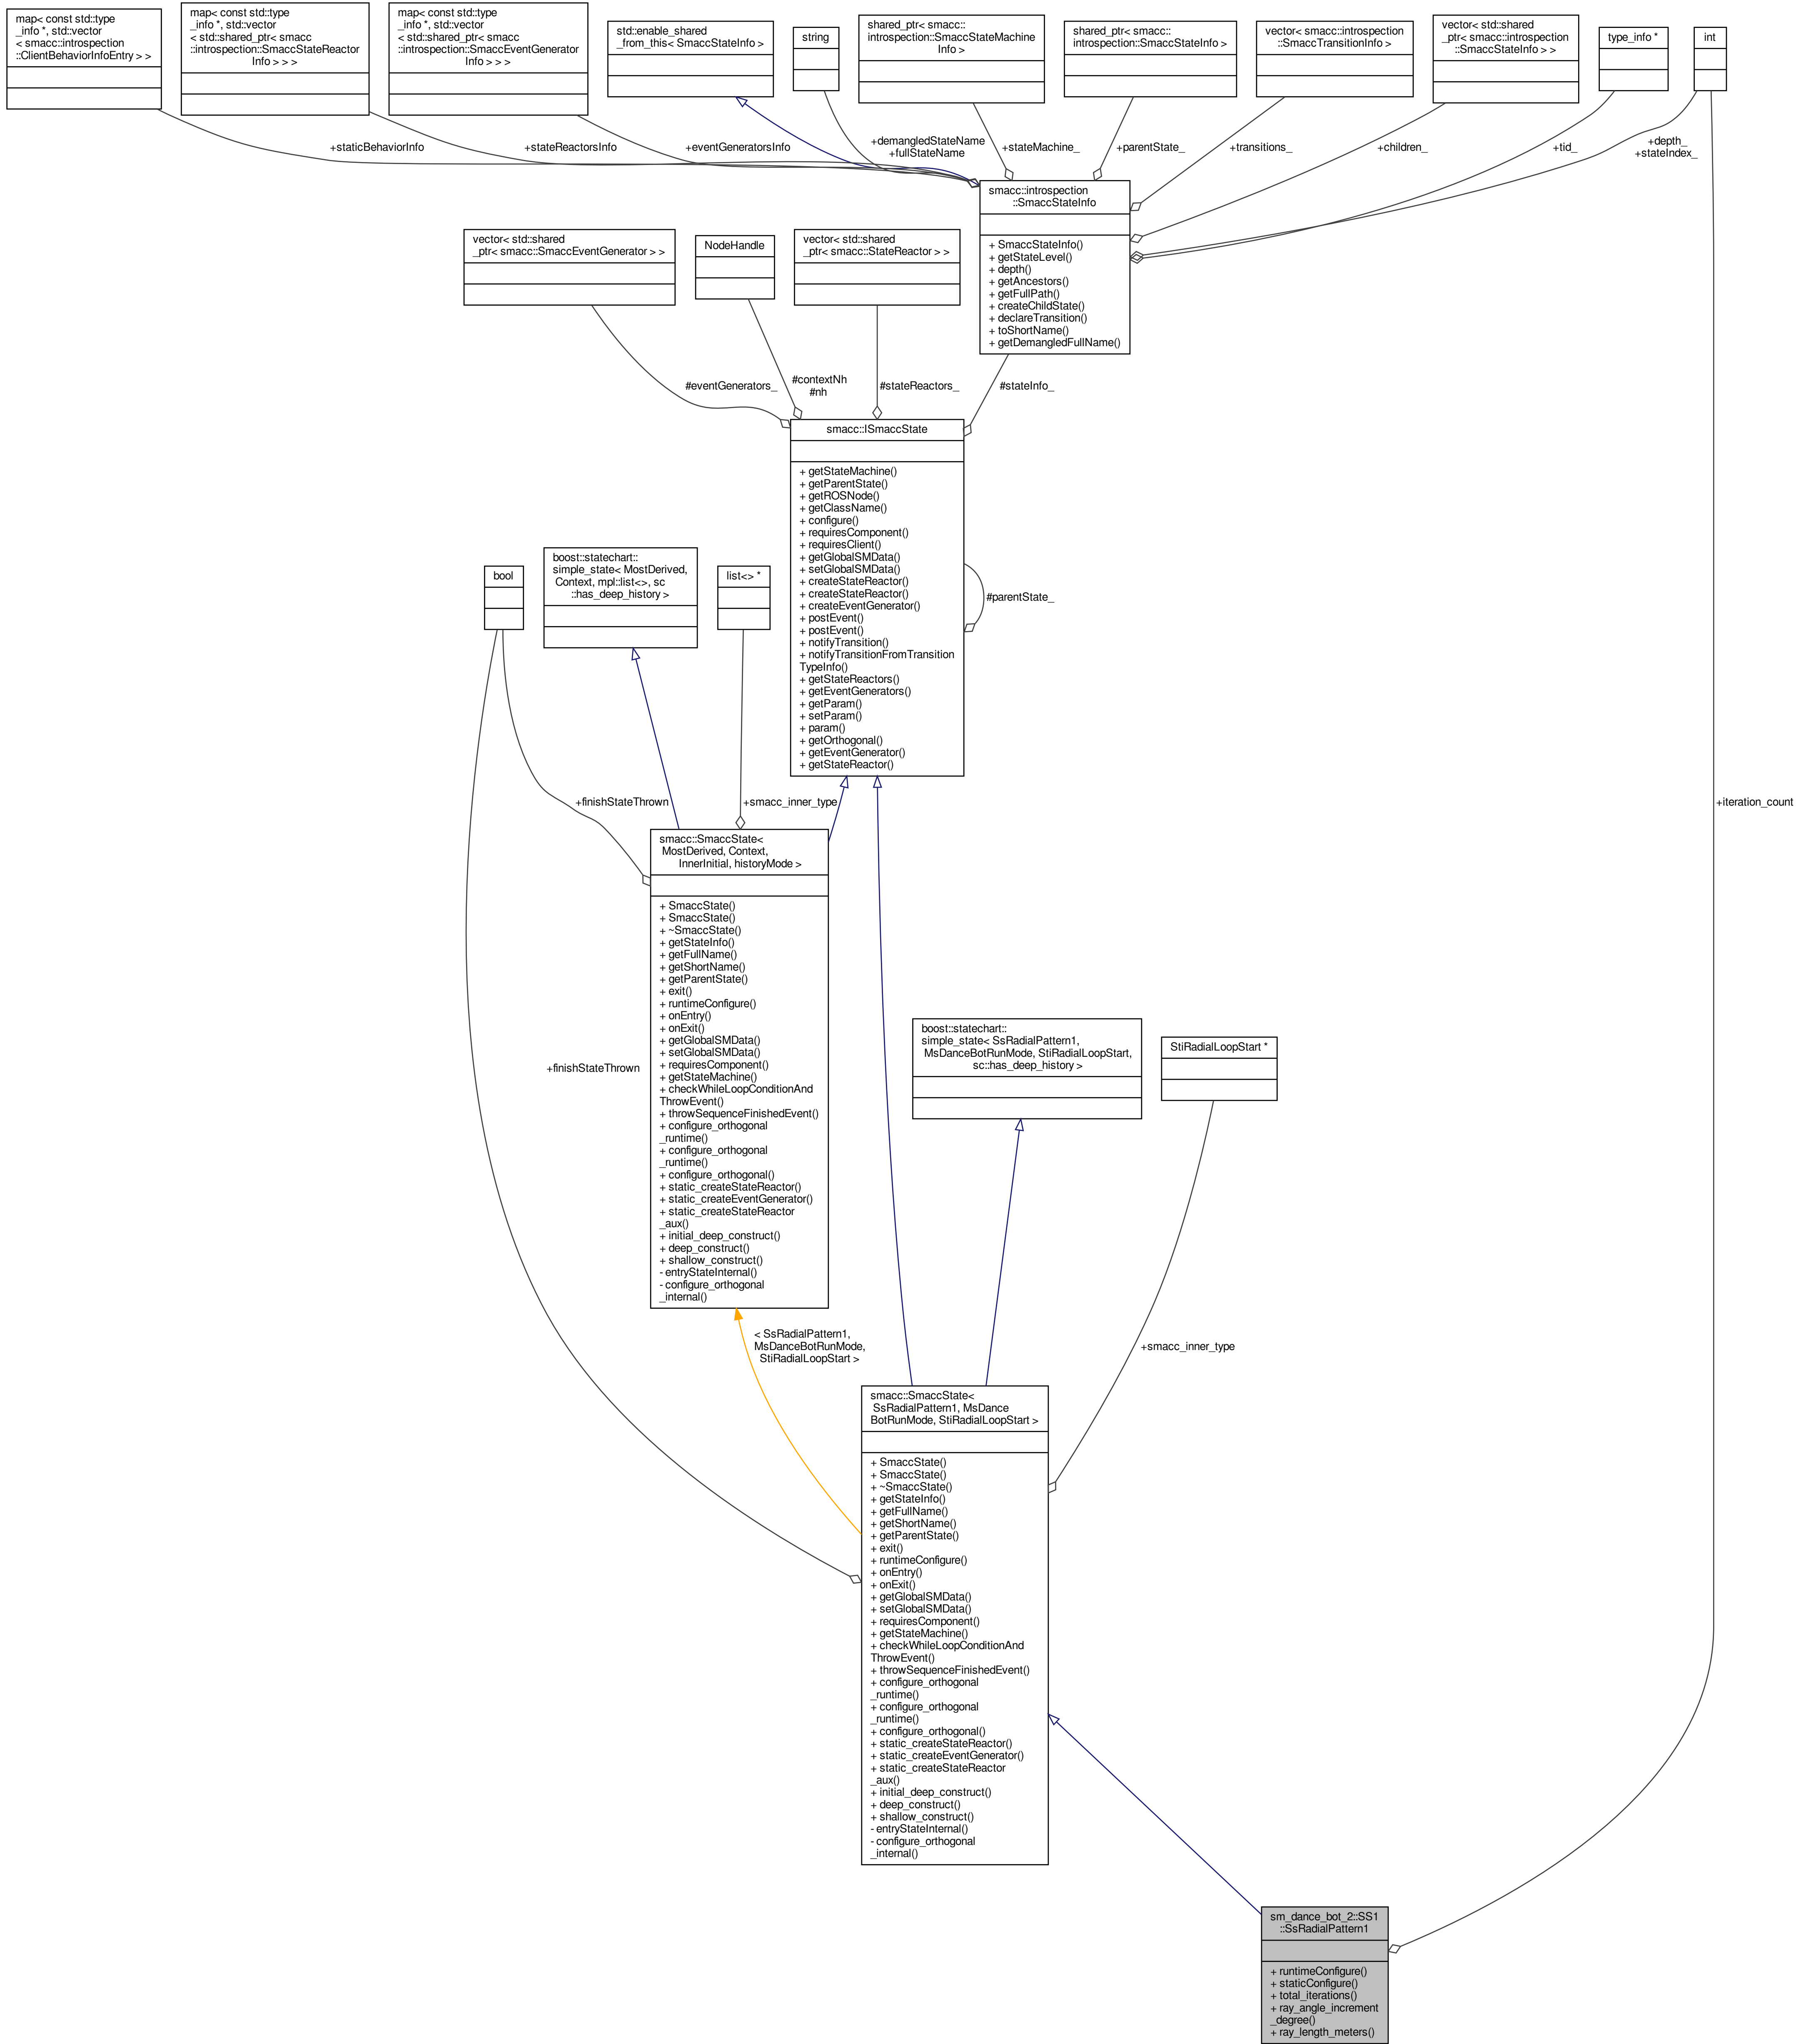 map< const std::type
_info *, std::vector
< smacc::introspection
::ClientBehaviorInfoEntry > >
map< const std::type
_info *, std::vector
< std::shared_ptr< smacc
::introspection::SmaccStateReactor
Info > > >
map< const std::type
_info *, std::vector
< std::shared_ptr< smacc
::introspection::SmaccEventGenerator
Info > > >
std::enable_shared
_from_this< SmaccStateInfo >
string
shared_ptr< smacc::
introspection::SmaccStateMachine
Info >
shared_ptr< smacc::
introspection::SmaccStateInfo >
vector< smacc::introspection
::SmaccTransitionInfo >
vector< std::shared
_ptr< smacc::introspection
::SmaccStateInfo > >
type_info *
int
+staticBehaviorInfo
+stateReactorsInfo
+eventGeneratorsInfo
+demangledStateName
+fullStateName
+stateMachine_
+parentState_
+transitions_
+children_
+tid_
+depth_
+stateIndex_
smacc::introspection
::SmaccStateInfo
+ SmaccStateInfo()
+ getStateLevel()
+ depth()
+ getAncestors()
+ getFullPath()
+ createChildState()
+ declareTransition()
+ toShortName()
+ getDemangledFullName()
vector< std::shared
_ptr< smacc::SmaccEventGenerator > >
NodeHandle
vector< std::shared
_ptr< smacc::StateReactor > >
#eventGenerators_
#contextNh
#nh
#stateReactors_
#stateInfo_
smacc::ISmaccState
+ getStateMachine()
+ getParentState()
+ getROSNode()
+ getClassName()
+ configure()
+ requiresComponent()
+ requiresClient()
+ getGlobalSMData()
+ setGlobalSMData()
+ createStateReactor()
+ createStateReactor()
+ createEventGenerator()
+ postEvent()
+ postEvent()
+ notifyTransition()
+ notifyTransitionFromTransition
TypeInfo()
+ getStateReactors()
+ getEventGenerators()
+ getParam()
+ setParam()
+ param()
+ getOrthogonal()
+ getEventGenerator()
+ getStateReactor()
#parentState_
bool
boost::statechart::
simple_state< MostDerived,
Context, mpl::list<>, sc
::has_deep_history >
list<> *
+finishStateThrown
+smacc_inner_type
+iteration_count
smacc::SmaccState<
MostDerived, Context,
InnerInitial, historyMode >
+ SmaccState()
+ SmaccState()
+ ~SmaccState()
+ getStateInfo()
+ getFullName()
+ getShortName()
+ getParentState()
+ exit()
+ runtimeConfigure()
+ onEntry()
+ onExit()
+ getGlobalSMData()
+ setGlobalSMData()
+ requiresComponent()
+ getStateMachine()
+ checkWhileLoopConditionAnd
ThrowEvent()
+ throwSequenceFinishedEvent()
+ configure_orthogonal
_runtime()
+ configure_orthogonal
_runtime()
+ configure_orthogonal()
+ static_createStateReactor()
+ static_createEventGenerator()
+ static_createStateReactor
_aux()
+ initial_deep_construct()
+ deep_construct()
+ shallow_construct()
- entryStateInternal()
- configure_orthogonal
_internal()
+finishStateThrown
boost::statechart::
simple_state< SsRadialPattern1,
MsDanceBotRunMode, StiRadialLoopStart,
sc::has_deep_history >
StiRadialLoopStart *
< SsRadialPattern1,
MsDanceBotRunMode,
StiRadialLoopStart >
+smacc_inner_type
smacc::SmaccState<
SsRadialPattern1, MsDance
BotRunMode, StiRadialLoopStart >
+ SmaccState()
+ SmaccState()
+ ~SmaccState()
+ getStateInfo()
+ getFullName()
+ getShortName()
+ getParentState()
+ exit()
+ runtimeConfigure()
+ onEntry()
+ onExit()
+ getGlobalSMData()
+ setGlobalSMData()
+ requiresComponent()
+ getStateMachine()
+ checkWhileLoopConditionAnd
ThrowEvent()
+ throwSequenceFinishedEvent()
+ configure_orthogonal
_runtime()
+ configure_orthogonal
_runtime()
+ configure_orthogonal()
+ static_createStateReactor()
+ static_createEventGenerator()
+ static_createStateReactor
_aux()
+ initial_deep_construct()
+ deep_construct()
+ shallow_construct()
- entryStateInternal()
- configure_orthogonal
_internal()
sm_dance_bot_2::SS1
::SsRadialPattern1
+ runtimeConfigure()
+ staticConfigure()
+ total_iterations()
+ ray_angle_increment
_degree()
+ ray_length_meters()